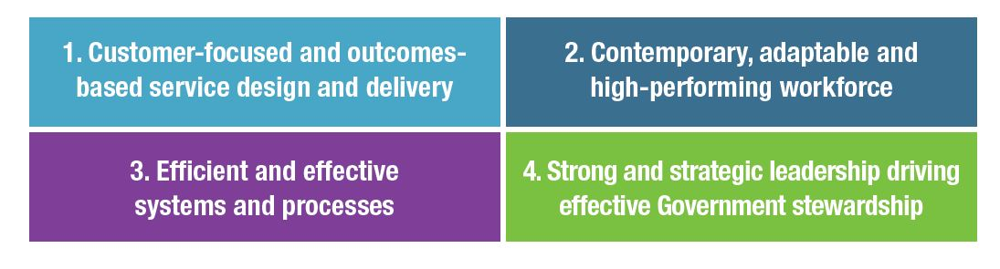 1. Customer-focused and outcomes-
based service design and delivery
2. Contemporary, adaptable and
high-performing workforce
3. Efficient and effective
systems and processes
4. Strong and strategic leadership driving
effective Government stewardship